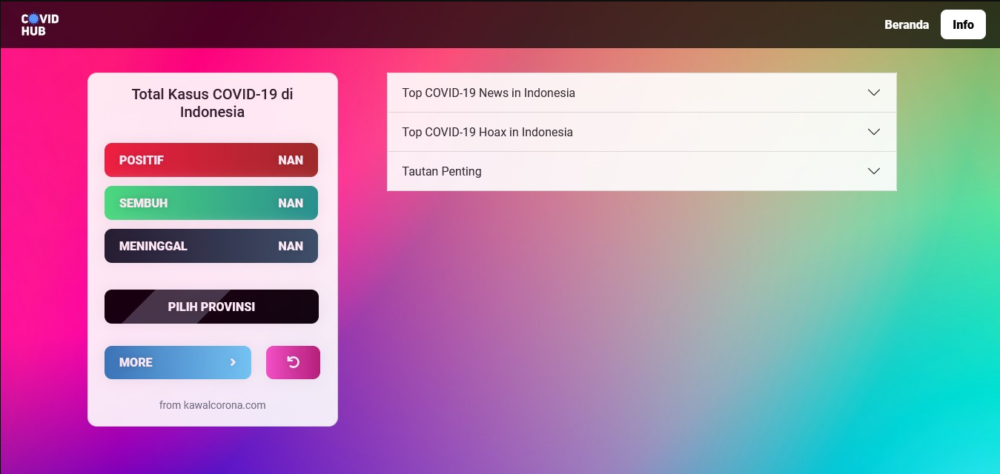 COVID
HUB
Beranda
Info
Total Kasus COVID-19 di
Indonesia
POSITIF NAN
SEMBUH NAN
MENINGGAL NAN
PILIH PROVINSI
MORE
from kawalcorona.com
Top COVID-19 News in Indonesia
Top COVID-19 Hoax in Indonesia
Tautan Penting